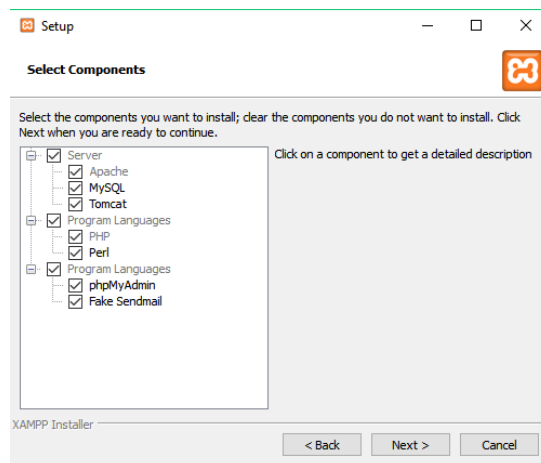 Setup
Select Components
Select the components you want to install; clear the components you do not want to install. Click
Next when you are ready to continue.
Server
Apache
MySQL
Tomcat
Program Languages
PHP
Perl
Program Languages
phpMyAdmin
Fake Sendmail
Click on a component to get a detailed description
XAMPP Installer
< Back
Next >
Cancel